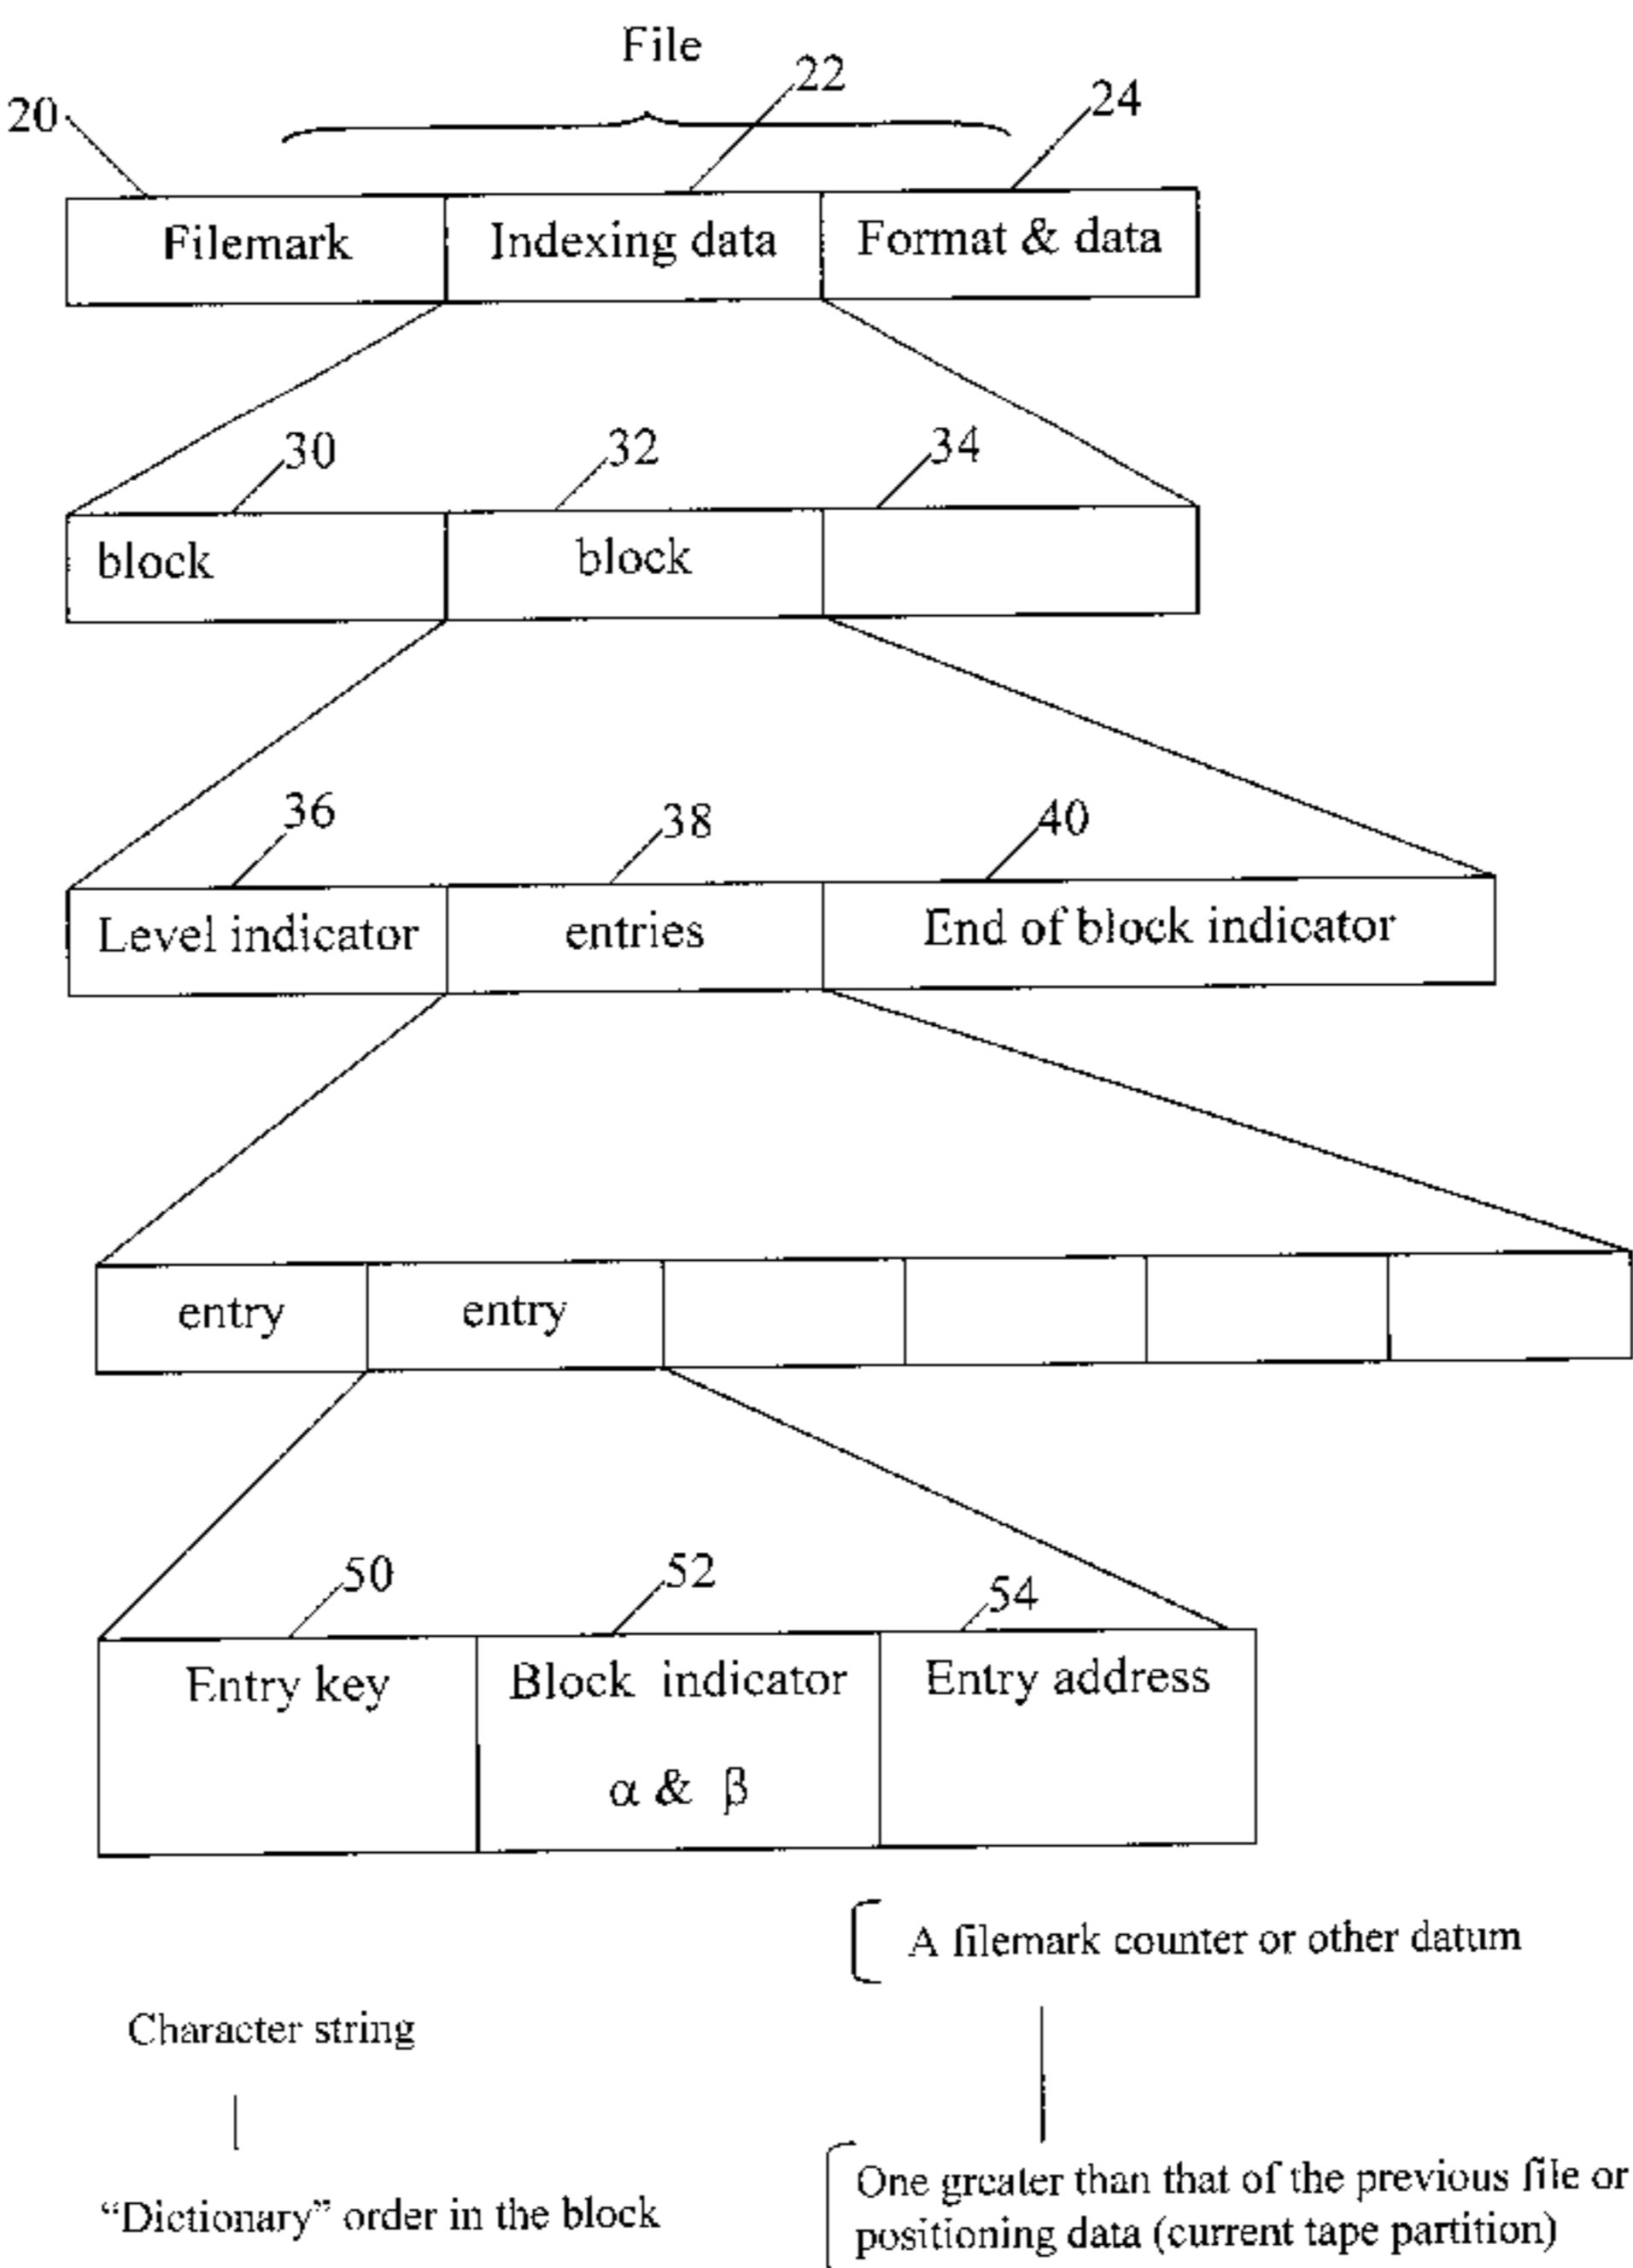 File
20
22
24
Filemark
Indexing data
Format & data
30
32
34
block
block
36
38
40
Level indicator
entries
End of block indicator
entry
entry
50
52
54
Entry key
Block indicator
Entry address
α & β
A filemark counter or other datum
Character string
“Dictionary” order in the block
One greater than that of the previous file or
positioning data (current tape partition)